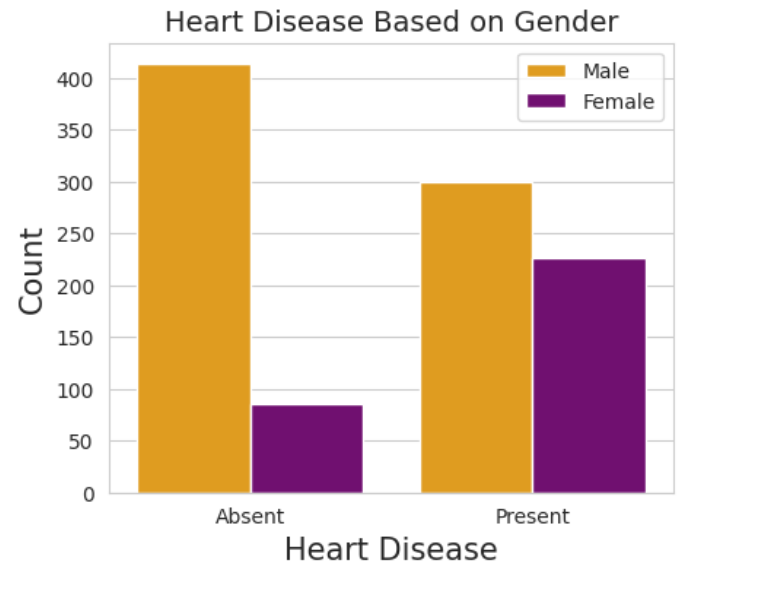 Heart Disease Based on Gender
Male
Female
400
350
300
250
200
150
100
50
0
Count
Absent Present
Heart Disease